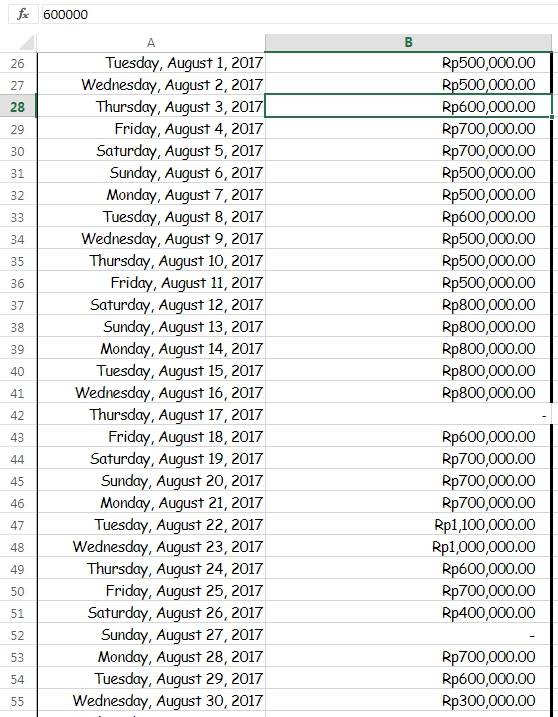 fx 600000
A B
26 Tuesday, August 1, 2017 Rp500,000.00
27 Wednesday, August 2, 2017 Rp500,000.00
28 Thursday, August 3, 2017 Rp600,000.00
29 Friday, August 4, 2017 Rp700,000.00
30 Saturday, August 5, 2017 Rp700,000.00
31 Sunday, August 6, 2017 Rp500,000.00
32 Monday, August 7, 2017 Rp500,000.00
33 Tuesday, August 8, 2017 Rp600,000.00
34 Wednesday, August 9, 2017 Rp500,000.00
35 Thursday, August 10, 2017 Rp500,000.00
36 Friday, August 11, 2017 Rp500,000.00
37 Saturday, August 12, 2017 Rp800,000.00
38 Sunday, August 13, 2017 Rp800,000.00
39 Monday, August 14, 2017 Rp800,000.00
40 Tuesday, August 15, 2017 Rp800,000.00
41 Wednesday, August 16, 2017 Rp800,000.00
42 Thursday, August 17, 2017 -
43 Friday, August 18, 2017 Rp600,000.00
44 Saturday, August 19, 2017 Rp700,000.00
45 Sunday, August 20, 2017 Rp700,000.00
46 Monday, August 21, 2017 Rp700,000.00
47 Tuesday, August 22, 2017 Rp1,100,000.00
48 Wednesday, August 23, 2017 Rp1,000,000.00
49 Thursday, August 24, 2017 Rp600,000.00
50 Friday, August 25, 2017 Rp700,000.00
51 Saturday, August 26, 2017 Rp400,000.00
52 Sunday, August 27, 2017 -
53 Monday, August 28, 2017 Rp700,000.00
54 Tuesday, August 29, 2017 Rp600,000.00
55 Wednesday, August 30, 2017 Rp300,000.00